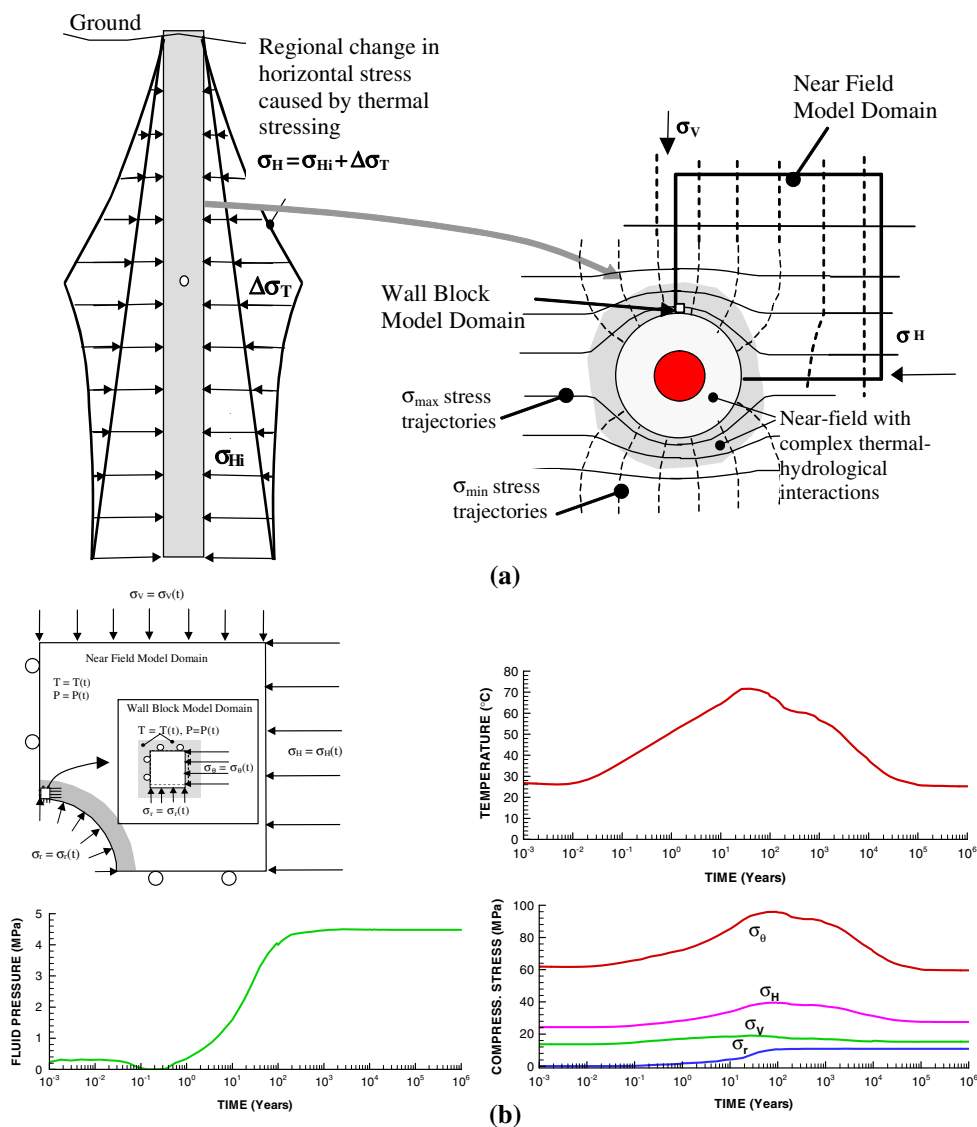 Ground
Regional change in
horizontal stress
caused by thermal
stressing
σH = σHi + ΔσT
ΔσT
σHi
Near Field
Model Domain
σV
Wall Block
Model Domain
σH
σmax stress
trajectories
Near-field with
complex thermal-
hydrological
interactions
σmin stress
trajectories
(a)
σV = σV(t)
Near Field Model Domain
T = T(t)
P = P(t)
Wall Block Model Domain
T = T(t), P=P(t)
σθ = σθ(t)
σr = σr(t)
σH = σH(t)
σr = σr(t)
TEMPERATURE (°C)
80
70
60
50
40
30
20
10
0
10-3 10-2 10-1 100 101 102 103 104 105 106
TIME (Years)
FLUID PRESSURE (MPa)
5
4
3
2
1
0
10-3 10-2 10-1 100 101 102 103 104 105 106
TIME (Years)
COMPRESS. STRESS (MPa)
100
80
60
40
20
0
σθ
σH
σV
σr
10-3 10-2 10-1 100 101 102 103 104 105 106
TIME (Years)
(b)